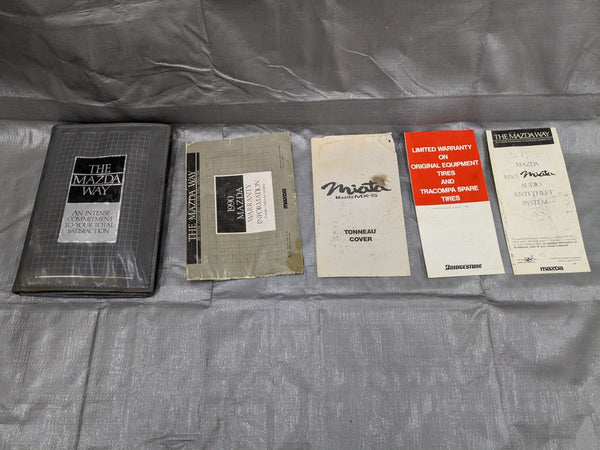 THE
MAZDA
WAY
AN INTENSE
COMMITMENT
TO YOUR TOTAL
SATISFACTION
THE MAZDA WAY
1990
MAZDA
WARRANTY
INFORMATION
mazda
Miata
Mazda MX-5
TONNEAU
COVER
LIMITED WARRANTY
ON
ORIGINAL EQUIPMENT
TIRES
AND
TRACOMPA SPARE
TIRES
BRIDGESTONE
THE MAZDA WAY
MAZDA
MX-5 Miata
AUDIO
ANTI-THEFT
SYSTEM
mazda